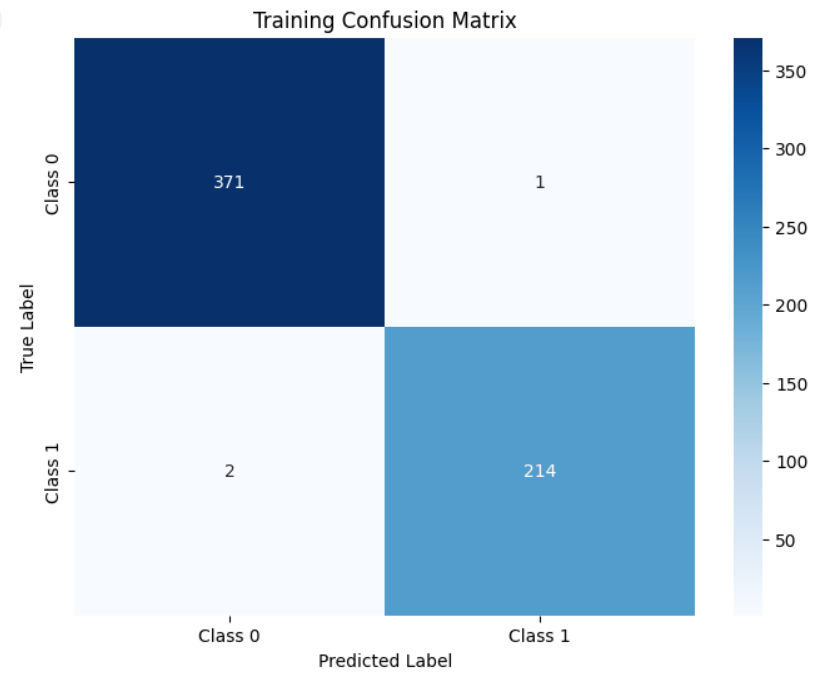 Training Confusion Matrix
True Label
Class 0
371
1
Class 1
2
214
Class 0
Class 1
Predicted Label
350
300
250
200
150
100
50